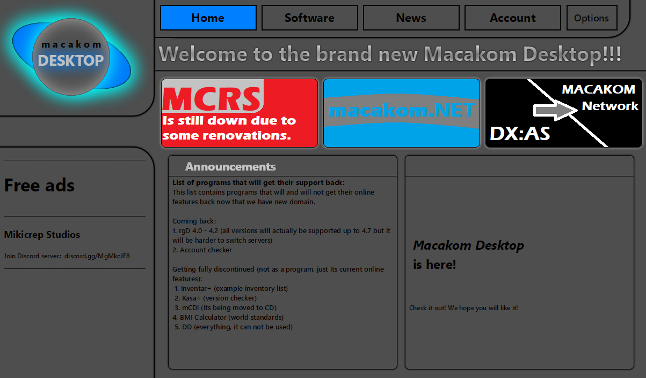 macakom
DESKTOP
Home
Software
News
Account
Options
Welcome to the brand new Macakom Desktop!!!
MCRS
is still down due to
some renovations.
macakom.NET
MACAKOM
Network
DX:AS
Free ads
Mikicrep Studios
Join Discord server:
Announcements
List of programs that will get their support back:
This list contains programs that will and will not get their online
features back now that we have new domain.
Coming back:
1. rgD 4.0 - 4.2 (all versions will actually be supported up to 4.7 but it
will be harder to switch servers)
2. Account checker
Getting fully discontinued (not as a program, just its current online
features):
1. Inventar+ (example inventory list)
2. Kasa+ (version checker)
3. mCDI (its being moved to CD)
4. BMI Calculator (world standards)
5. DD (everything, it can not be used)
Macakom Desktop
is here!
Check it out! We hope you will like it!